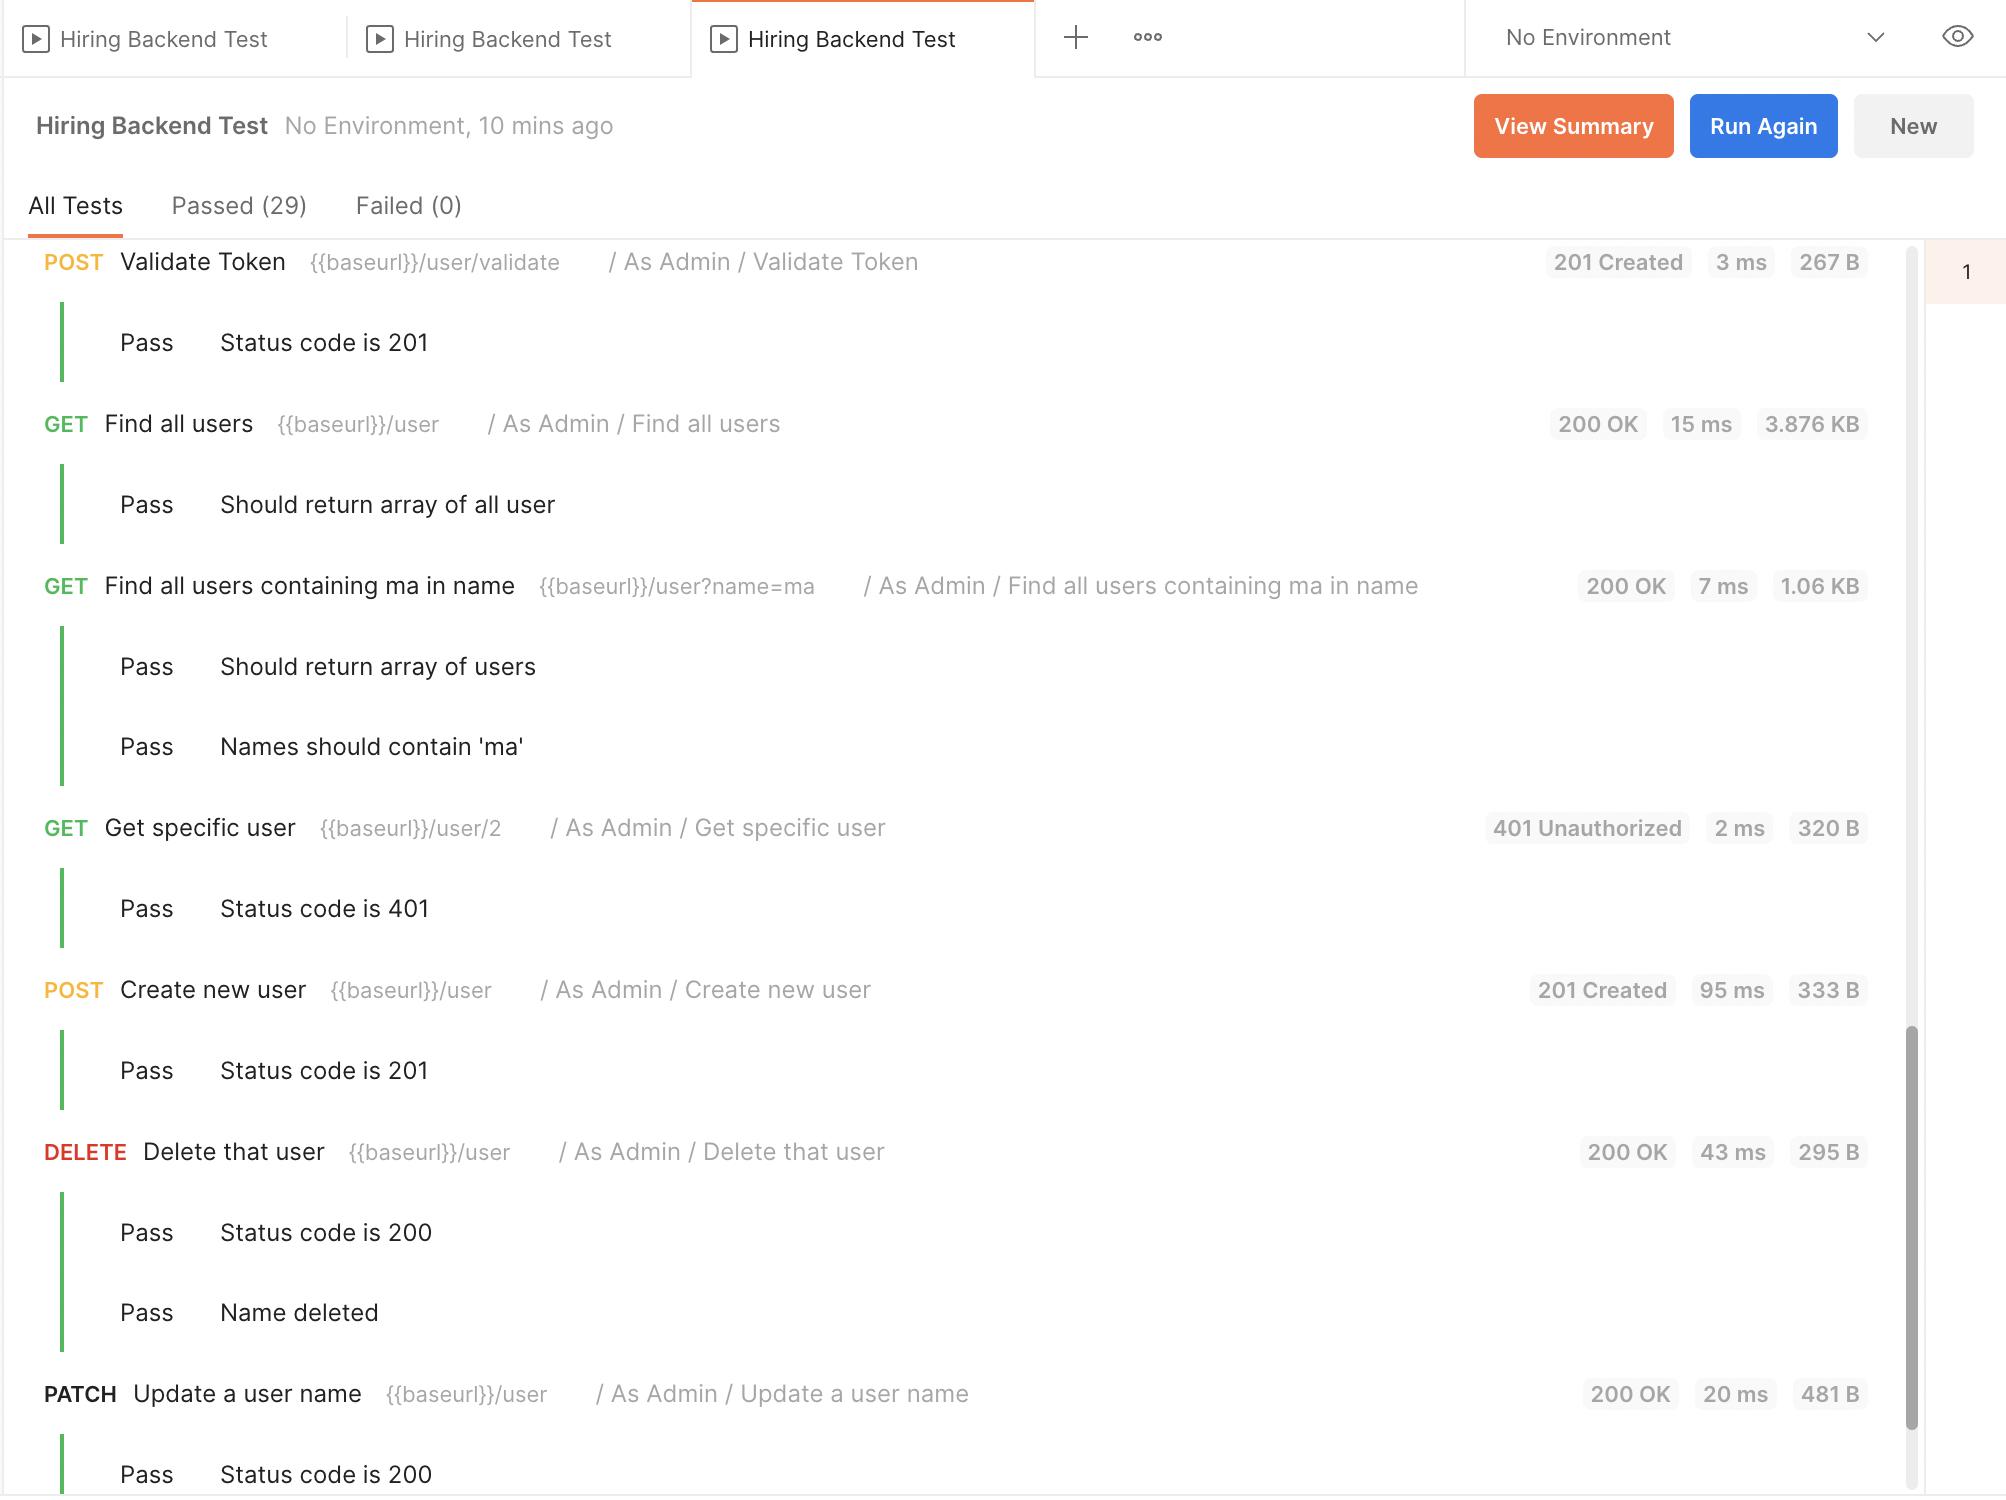 Hiring Backend Test Hiring Backend Test Hiring Backend Test No Environment
Hiring Backend Test No Environment, 10 mins ago View Summary Run Again New
All Tests Passed (29) Failed (0)
POST Validate Token {{baseurl}}/user/validate / As Admin / Validate Token 201 Created 3 ms 267 B 1
Pass Status code is 201
GET Find all users {{baseurl}}/user / As Admin / Find all users 200 OK 15 ms 3.876 KB
Pass Should return array of all user
GET Find all users containing ma in name {{baseurl}}/user?name=ma / As Admin / Find all users containing ma in name 200 OK 7 ms 1.06 KB
Pass Should return array of users
Pass Names should contain 'ma'
GET Get specific user {{baseurl}}/user/2 / As Admin / Get specific user 401 Unauthorized 2 ms 320 B
Pass Status code is 401
POST Create new user {{baseurl}}/user / As Admin / Create new user 201 Created 95 ms 333 B
Pass Status code is 201
DELETE Delete that user {{baseurl}}/user / As Admin / Delete that user 200 OK 43 ms 295 B
Pass Status code is 200
Pass Name deleted
PATCH Update a user name {{baseurl}}/user / As Admin / Update a user name 200 OK 20 ms 481 B
Pass Status code is 200